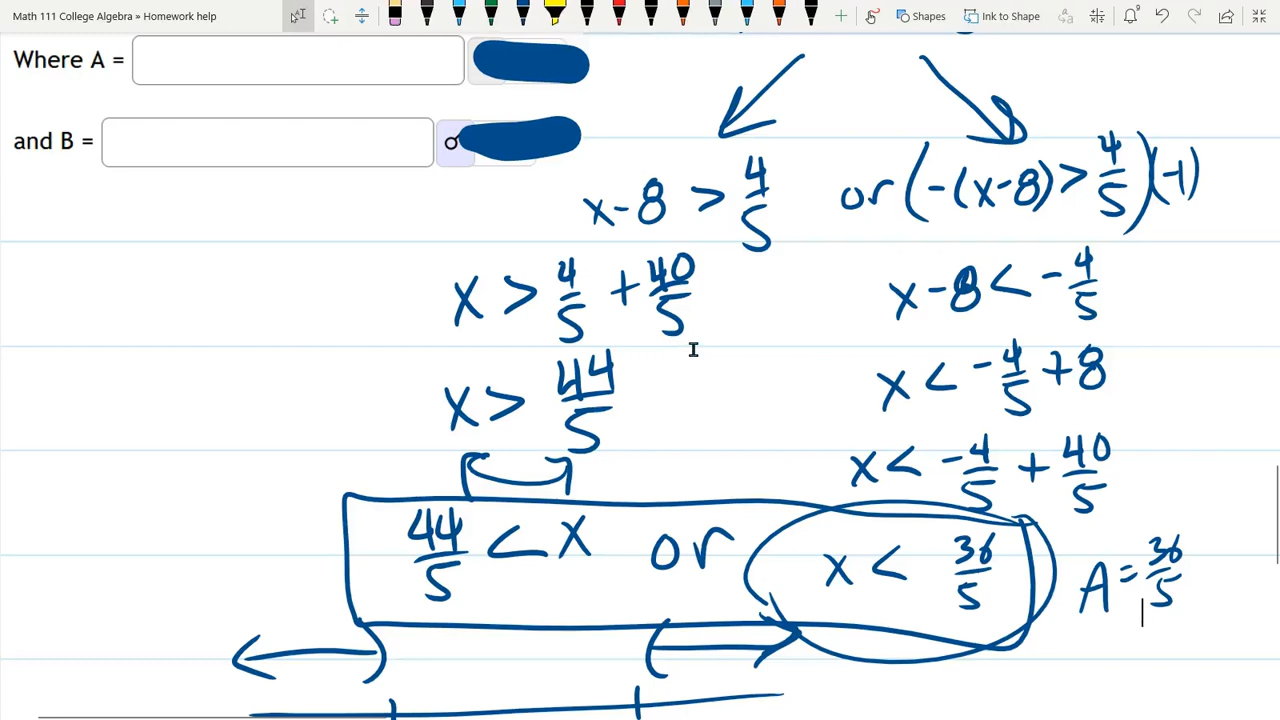 Math 111 College Algebra » Homework help
Shapes
Ink to Shape
Where A =
and B =
x-8 > 4/5 or (-(x-8) > 4/5)(-1)
x > 4/5 + 40/5
x-8 < -4/5
x > 44/5
x < -4/5 + 8
x < -4/5 + 40/5
44/5 < x or x < 36/5
A = 36/5